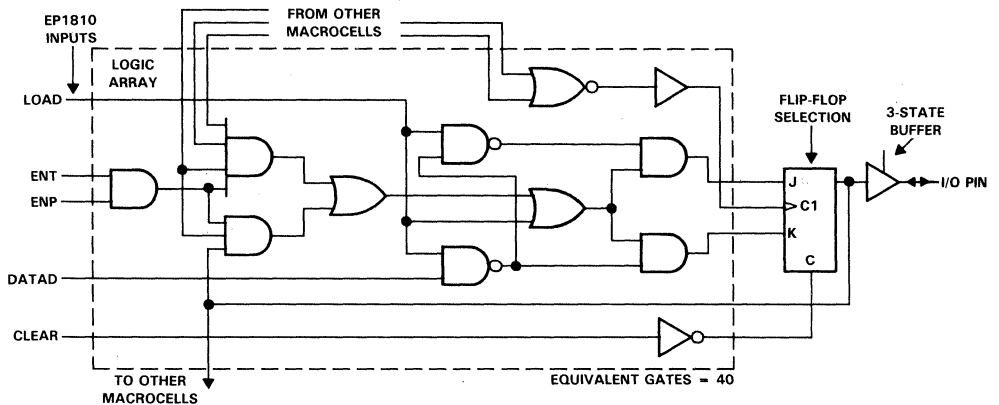 EP1810
INPUTS
FROM OTHER
MACROCELLS
LOGIC
ARRAY
LOAD
FLIP-FLOP
SELECTION
3-STATE
BUFFER
ENT
ENP
J
C1
K
C
I/O PIN
DATAD
CLEAR
TO OTHER
MACROCELLS
EQUIVALENT GATES = 40